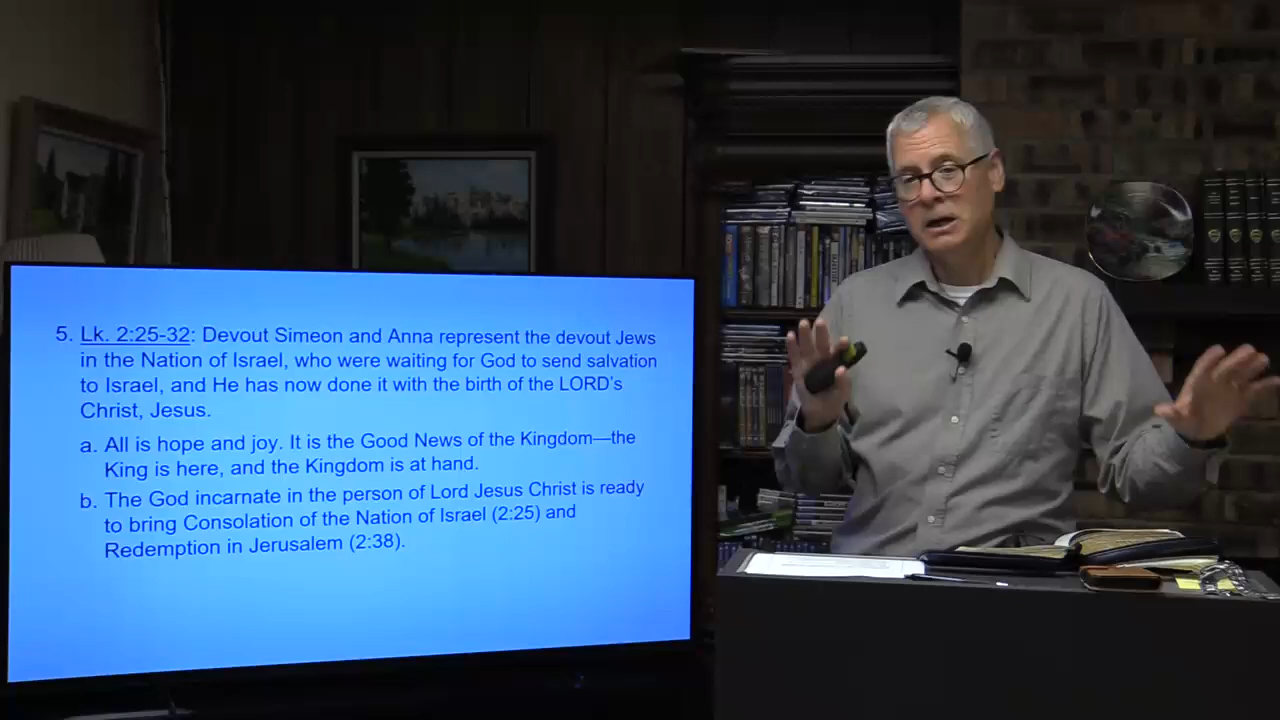 5. Lk. 2:25-32: Devout Simeon and Anna represent the devout Jews
in the Nation of Israel, who were waiting for God to send salvation
to Israel, and He has now done it with the birth of the LORD's
Christ, Jesus.
a. All is hope and joy. It is the Good News of the Kingdom—the
King is here, and the Kingdom is at hand.
b. The God incarnate in the person of Lord Jesus Christ is ready
to bring Consolation of the Nation of Israel (2:25) and
Redemption in Jerusalem (2:38).